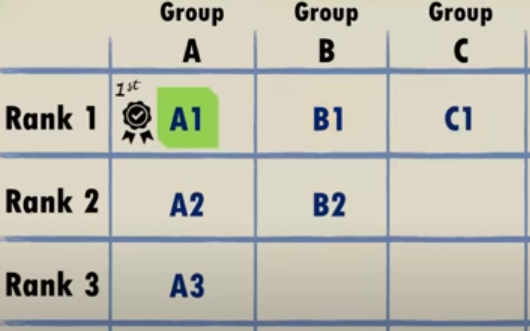 Group Group Group
A B C
1st
Rank 1 A1 B1 C1
Rank 2 A2 B2
Rank 3 A3